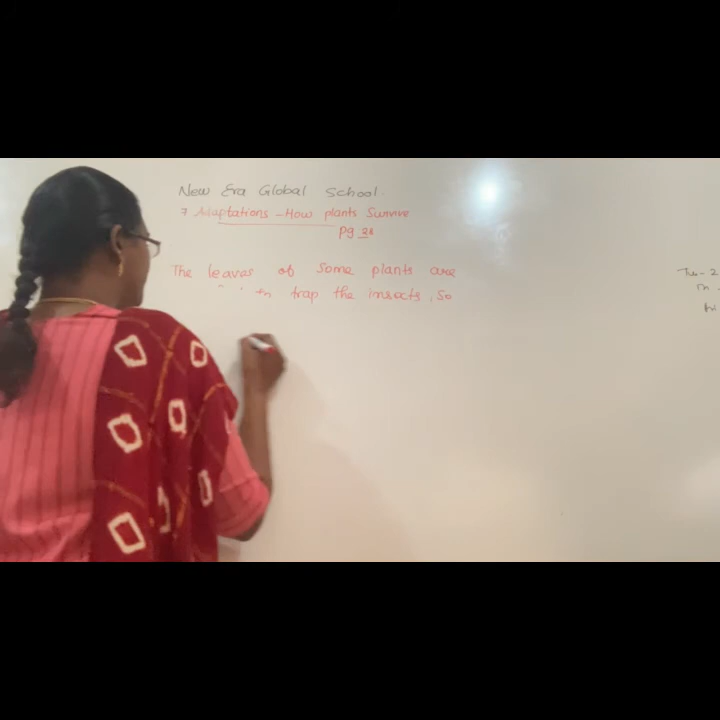 New Era Global School.
7 Adaptations - How plants Survive
pg 28
The leaves of Some plants are
trap the insects, So